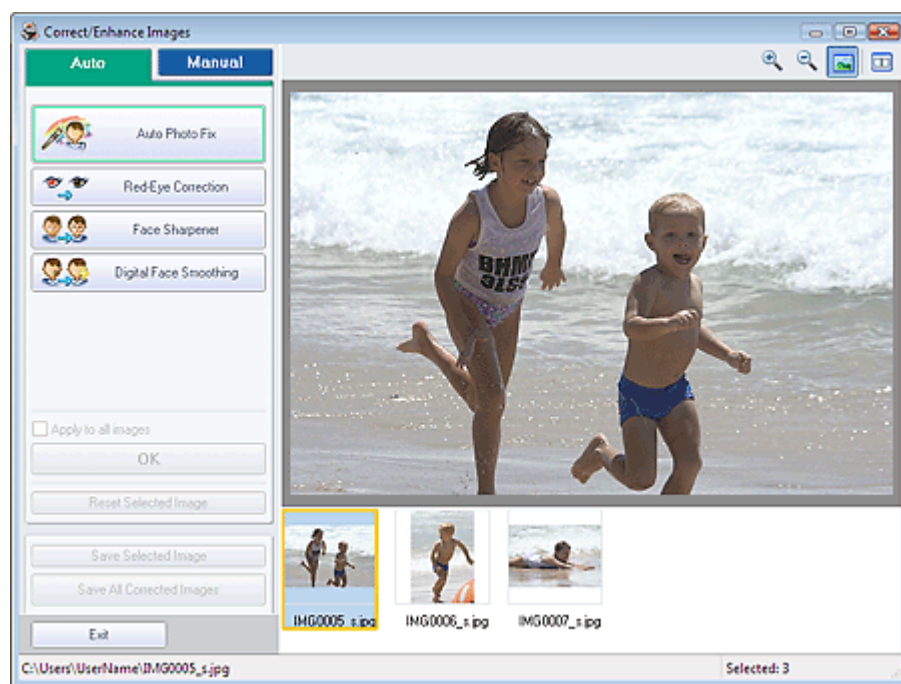 Correct/Enhance Images
Auto
Manual
Auto Photo Fix
Red-Eye Correction
Face Sharpener
Digital Face Smoothing
Apply to all images
OK
Reset Selected Image
Save Selected Image
Save All Corrected Images
Exit
BHMY
IMG0005_s.jpg
IMG0006_s.jpg
IMG0007_s.jpg
C:\Users\UserName\IMG0005_s.jpg
Selected: 3